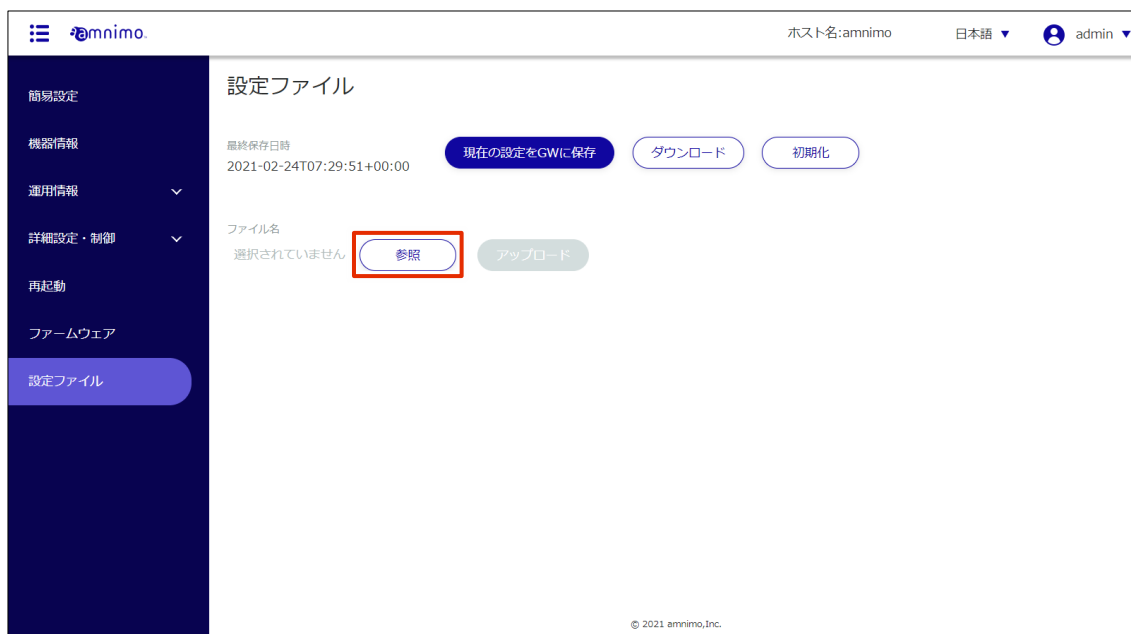 amnimo.
ホスト名:amnimo
日本語 ▼
admin ▼
簡易設定
機器情報
運用情報
詳細設定・制御
再起動
ファームウェア
設定ファイル
設定ファイル
最終保存日時
2021-02-24T07:29:51+00:00
現在の設定をGWに保存
ダウンロード
初期化
ファイル名
選択されていません
参照
アップロード
© 2021 amnimo,Inc.